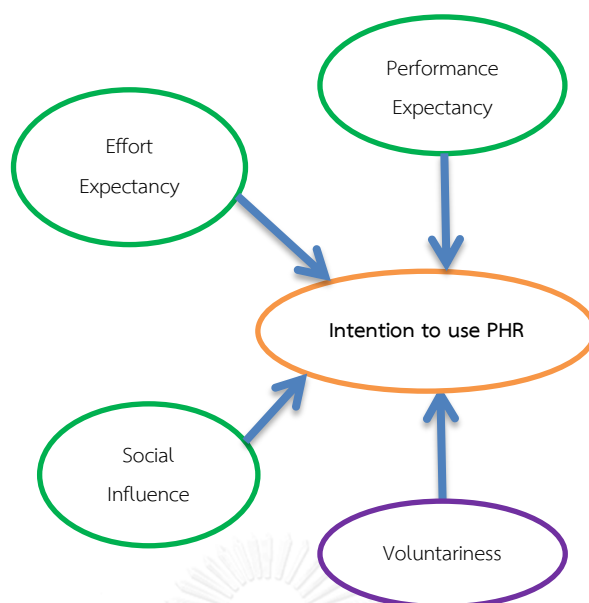 Performance
Expectancy
Effort
Expectancy
Intention to use PHR
Social
Influence
Voluntariness